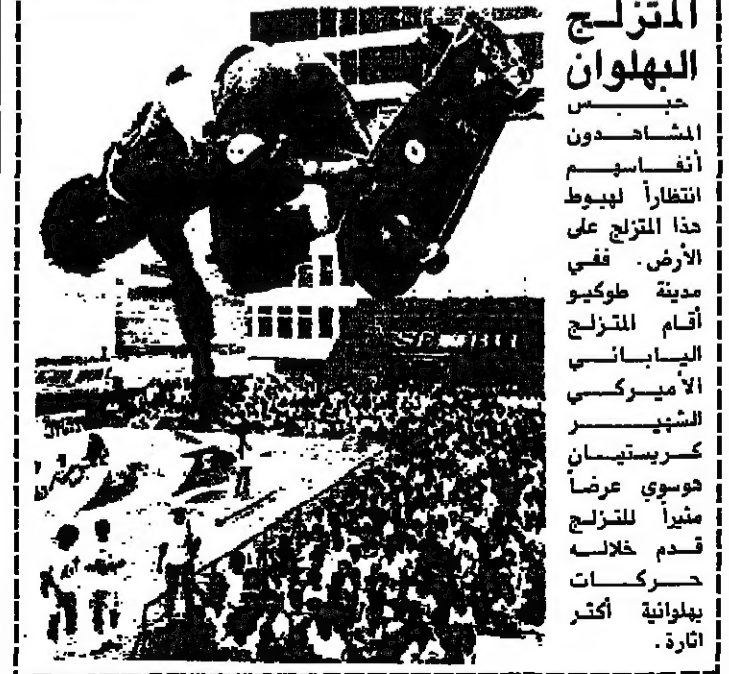 المتزلج
البهلوان
حبس
المشاهدون
أنفاسهم
انتظاراً لهبوط
هذا المتزلج على
الأرض. ففي
مدينة طوكيو
أقام المتزلج
الياباني
الأميركي
الشهير
كريستيان
هوسوي عرضاً
مثيراً للتزلج
قدم خلاله
حركات
بهلوانية أكثر
اثارة.